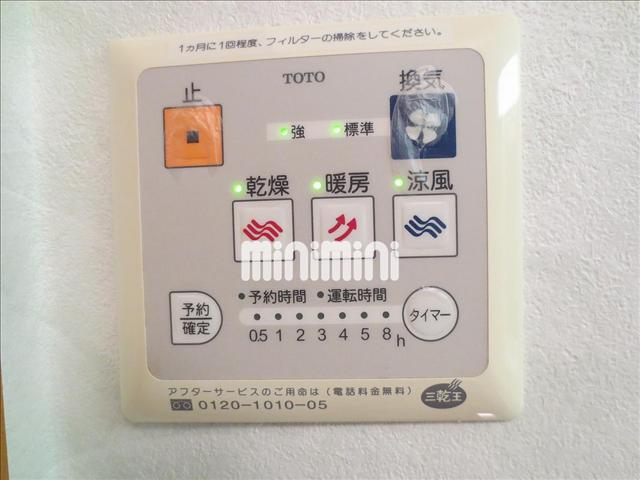 1ヵ月に1回程度、フィルターの掃除をしてください。
TOTO
止
換気
強 標準
乾燥 暖房 涼風
minimini
予約時間 運転時間
予約
確定
タイマー
0.5 1 2 3 4 5 8 h
アフターサービスのご用命は（電話料金無料）
0120-1010-05
三乾王